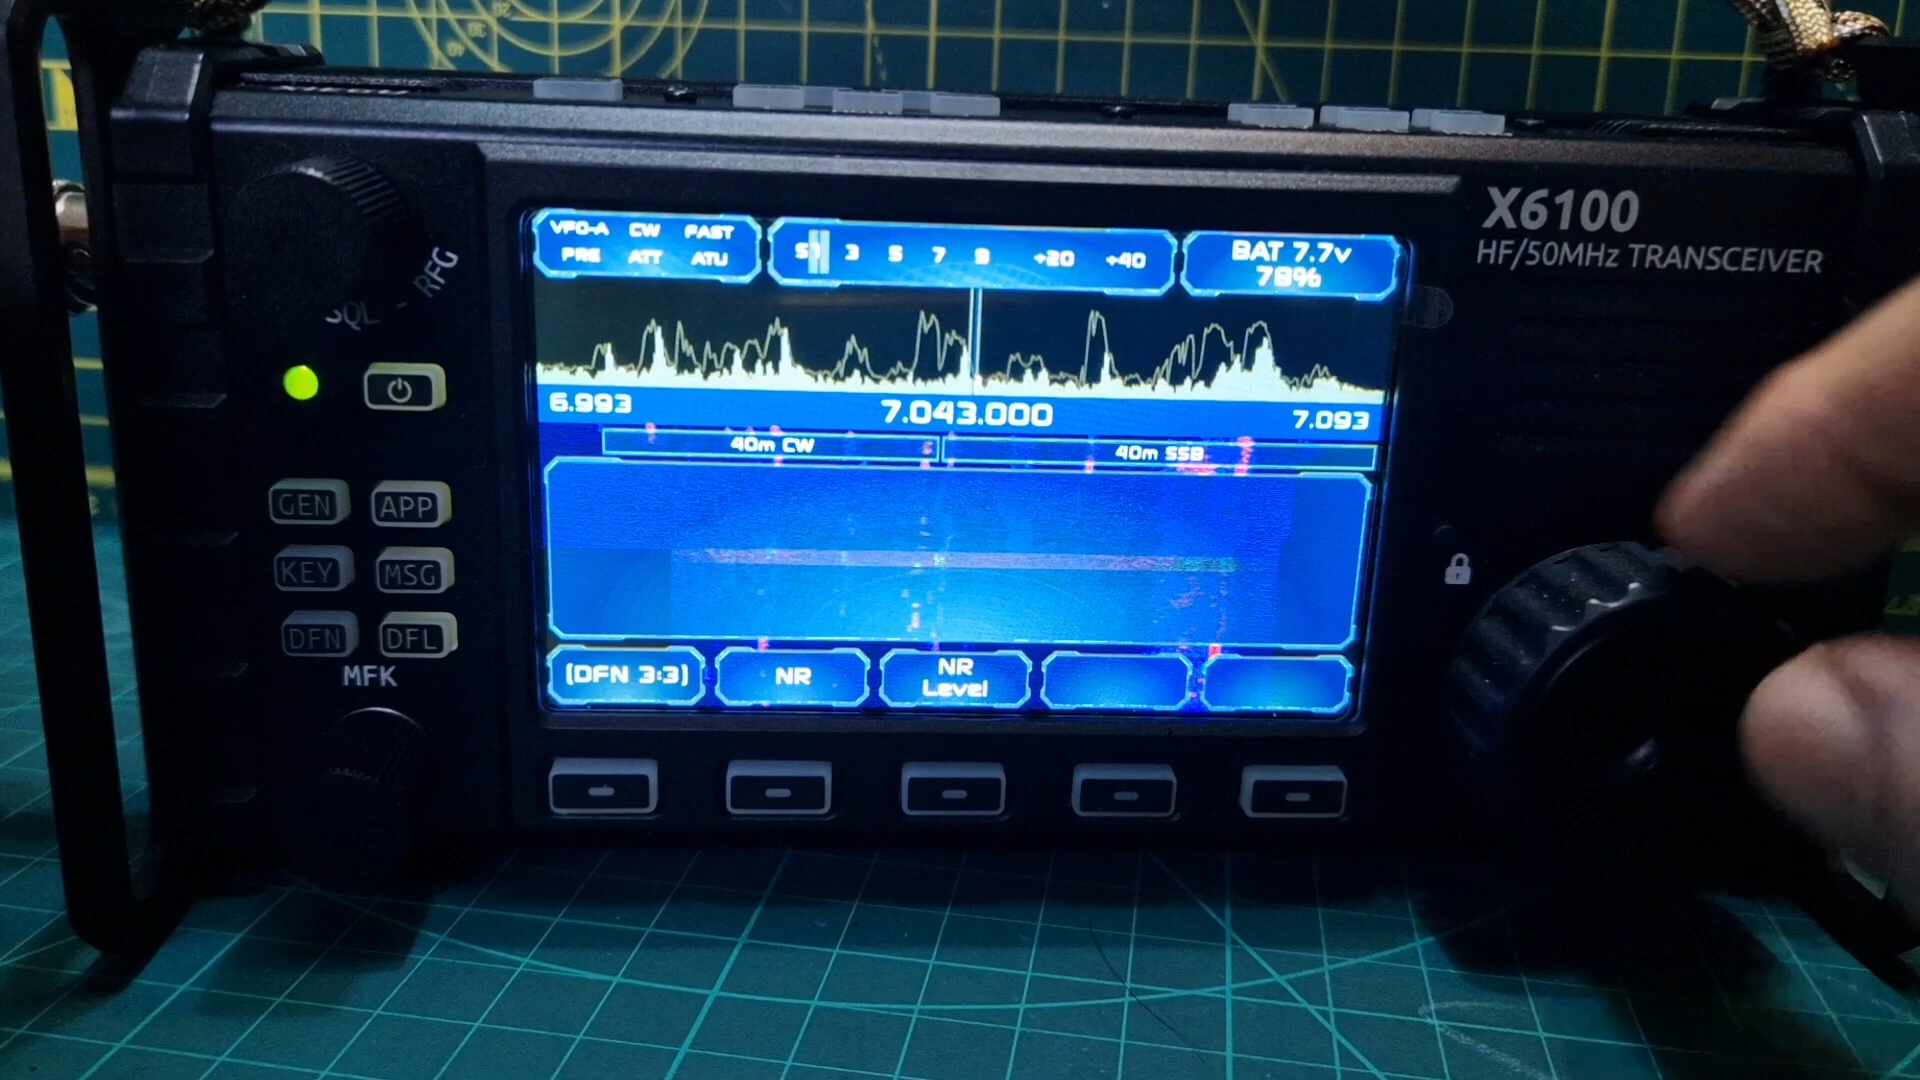 X6100
HF/50MHz TRANSCEIVER
SQL - RFG
VFO-A CW FAST
PRE ATT ATU
S1 3 5 7 9 +20 +40
BAT 7.7v
78%
6.993 7.043.000 7.093
40m CW 40m SSB
GEN APP
KEY MSG
DFN DFL
MFK
(DFN 3:3) NR NR
Level